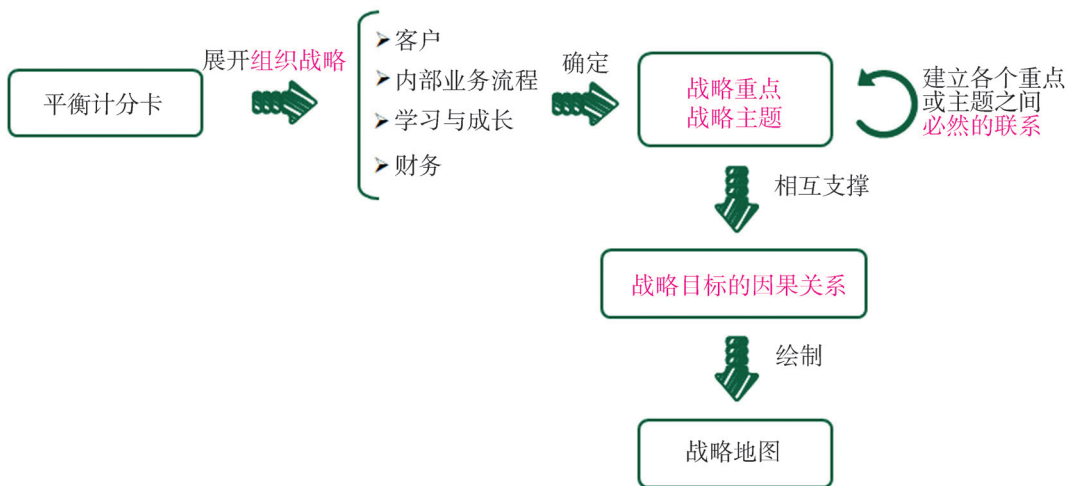 平衡计分卡
展开组织战略
客户
内部业务流程
学习与成长
财务
确定
战略重点
战略主题
建立各个重点
或主题之间
必然的联系
相互支撑
战略目标的因果关系
绘制
战略地图